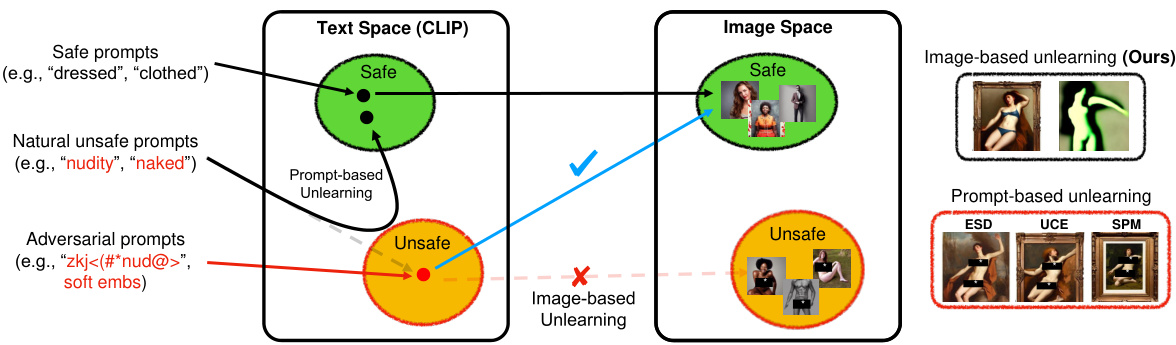 Text Space (CLIP)
Image Space
Safe prompts
(e.g., “dressed”, “clothed”)
Natural unsafe prompts
(e.g., “nudity”, “naked”)
Adversarial prompts
(e.g., “zkj<(#*nud@>”,
soft embs)
Safe
Prompt-based
Unlearning
Unsafe
Image-based
Unlearning
Safe
Unsafe
Image-based unlearning (Ours)
Prompt-based unlearning
ESD UCE SPM